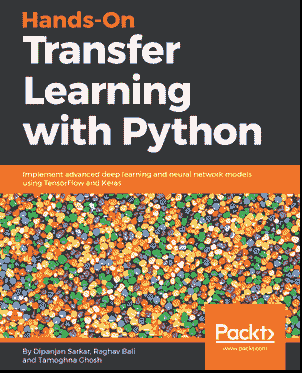 Hands-On
Transfer
Learning
with Python
Implement advanced deep learning and neural network models
using TensorFlow and Keras
Packt>
www.packt.com
By Dipanjan Sarkar, Raghav Bali
and Tamoghna Ghosh